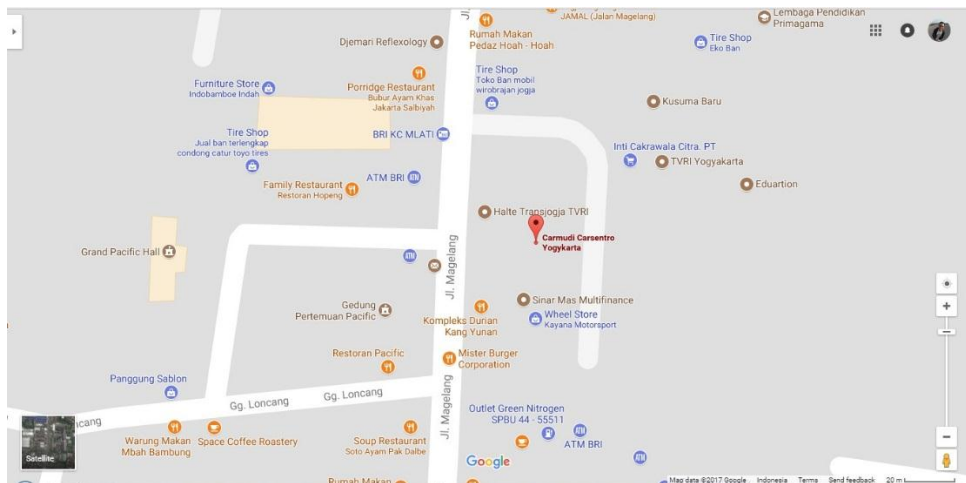 JAMAL (Jalan Magelang)
Lembaga Pendidikan
Primagama
Jl.
Rumah Makan
Pedaz Hoah - Hoah
Tire Shop
Eko Ban
Djemari Reflexology
Tire Shop
Toko Ban mobil
wirobrajan jogja
Furniture Store
Indobamboe Indah
Porridge Restaurant
Bubur Ayam Khas
Jakarta Saibiyah
Kusuma Baru
Tire Shop
Jual ban terlengkap
condong catur toyo tires
BRI KC MLATI
Inti Cakrawala Citra. PT
TVRI Yogyakarta
ATM BRI
ATM
Family Restaurant
Restoran Hopeng
Eduartion
Halte Transjogja TVRI
Carmudi Carsentro
Yogykarta
Grand Pacific Hall
ATM
Jl. Magelang
Gedung
Pertemuan Pacific
Sinar Mas Multifinance
Kompleks Durian
Kang Yunan
Wheel Store
Kayana Motorsport
Restoran Pacific
Mister Burger
Corporation
Panggung Sablon
Gg. Loncang
Gg. Loncang
Jl. Magelang
ncang
Warung Makan
Mbah Bambung
Space Coffee Roastery
Soup Restaurant
Soto Ayam Pak Dalbe
Outlet Green Nitrogen
SPBU 44 - 55511
ATM
ATM BRI
ATM
Satellite
Google
Rumah Makan
Map data ©2017 Google
Indonesia
Terms
Send feedback
20 m